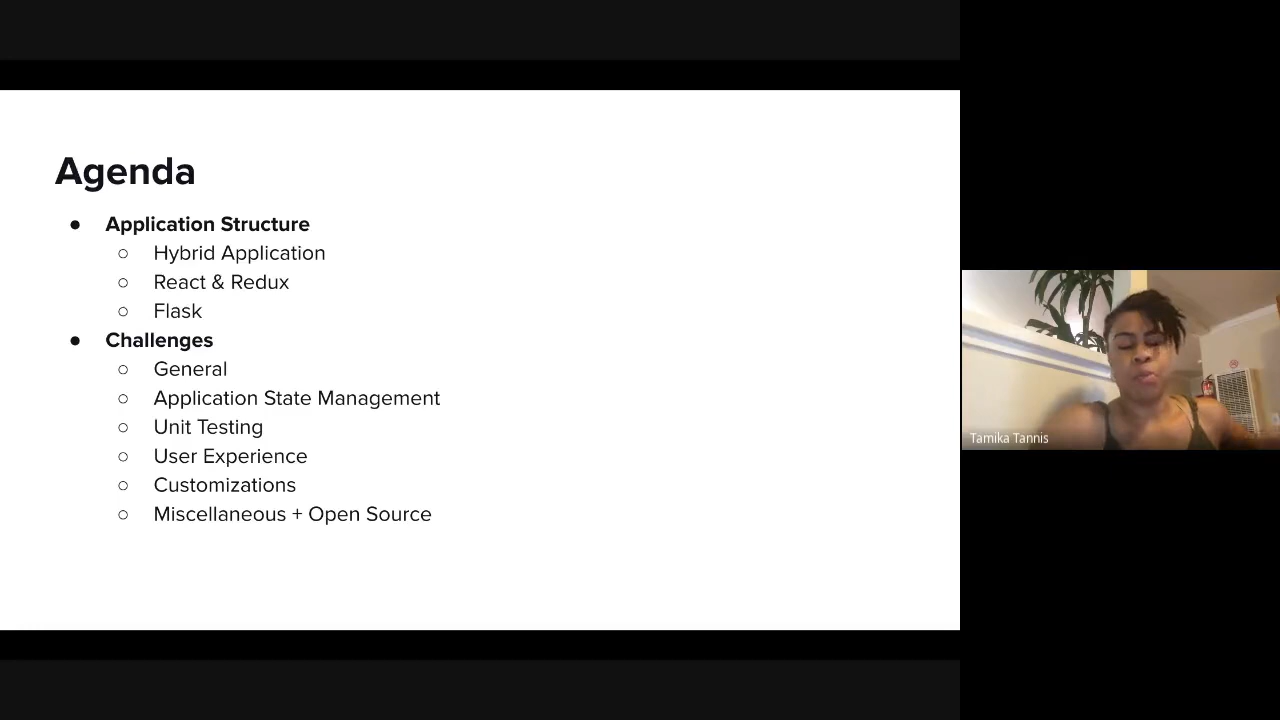 Agenda
● Application Structure
○ Hybrid Application
○ React & Redux
○ Flask
● Challenges
○ General
○ Application State Management
○ Unit Testing
○ User Experience
○ Customizations
○ Miscellaneous + Open Source
Tamika Tannis